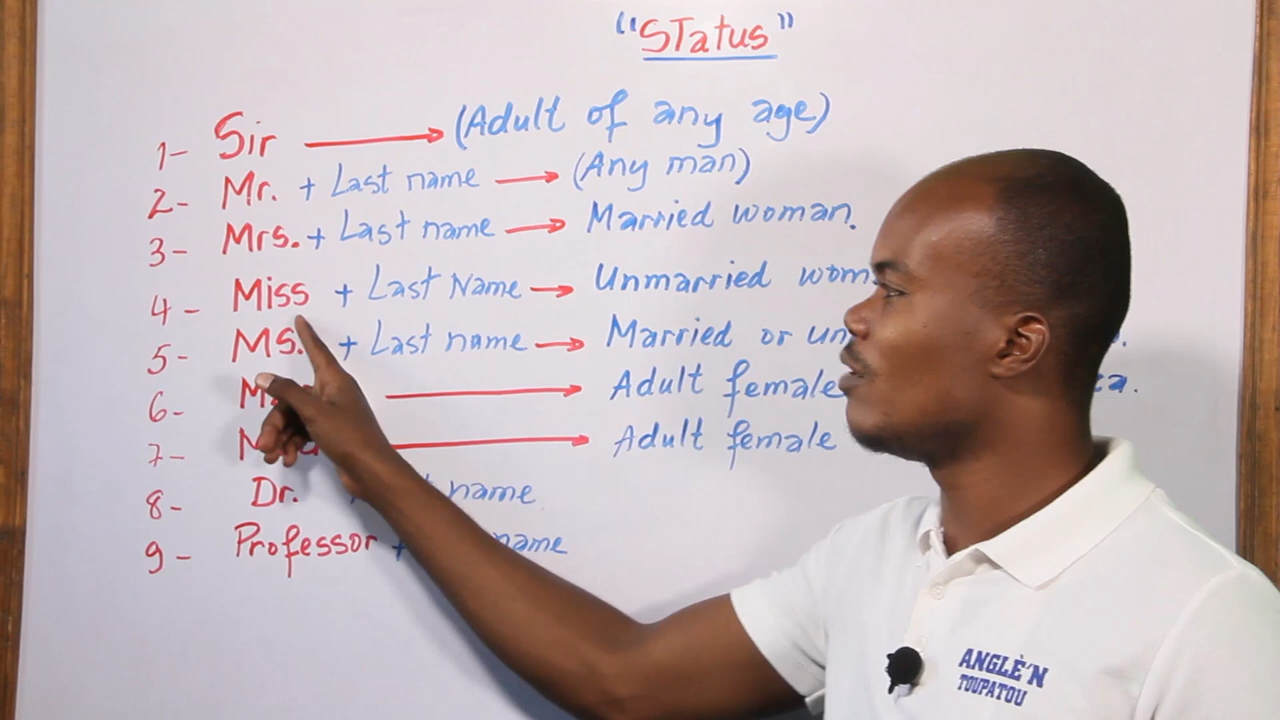 "STatus"
1- Sir → (Adult of any age)
2- Mr. + Last name → (Any man)
3- Mrs. + Last name → Married woman.
4- Miss + Last Name → Unmarried
5- MS. + Last name → Married or
6- → Adult female
7- → Adult female
8- Dr. name
9- Professor + name
ANGLÈ'N
TOUPATOU